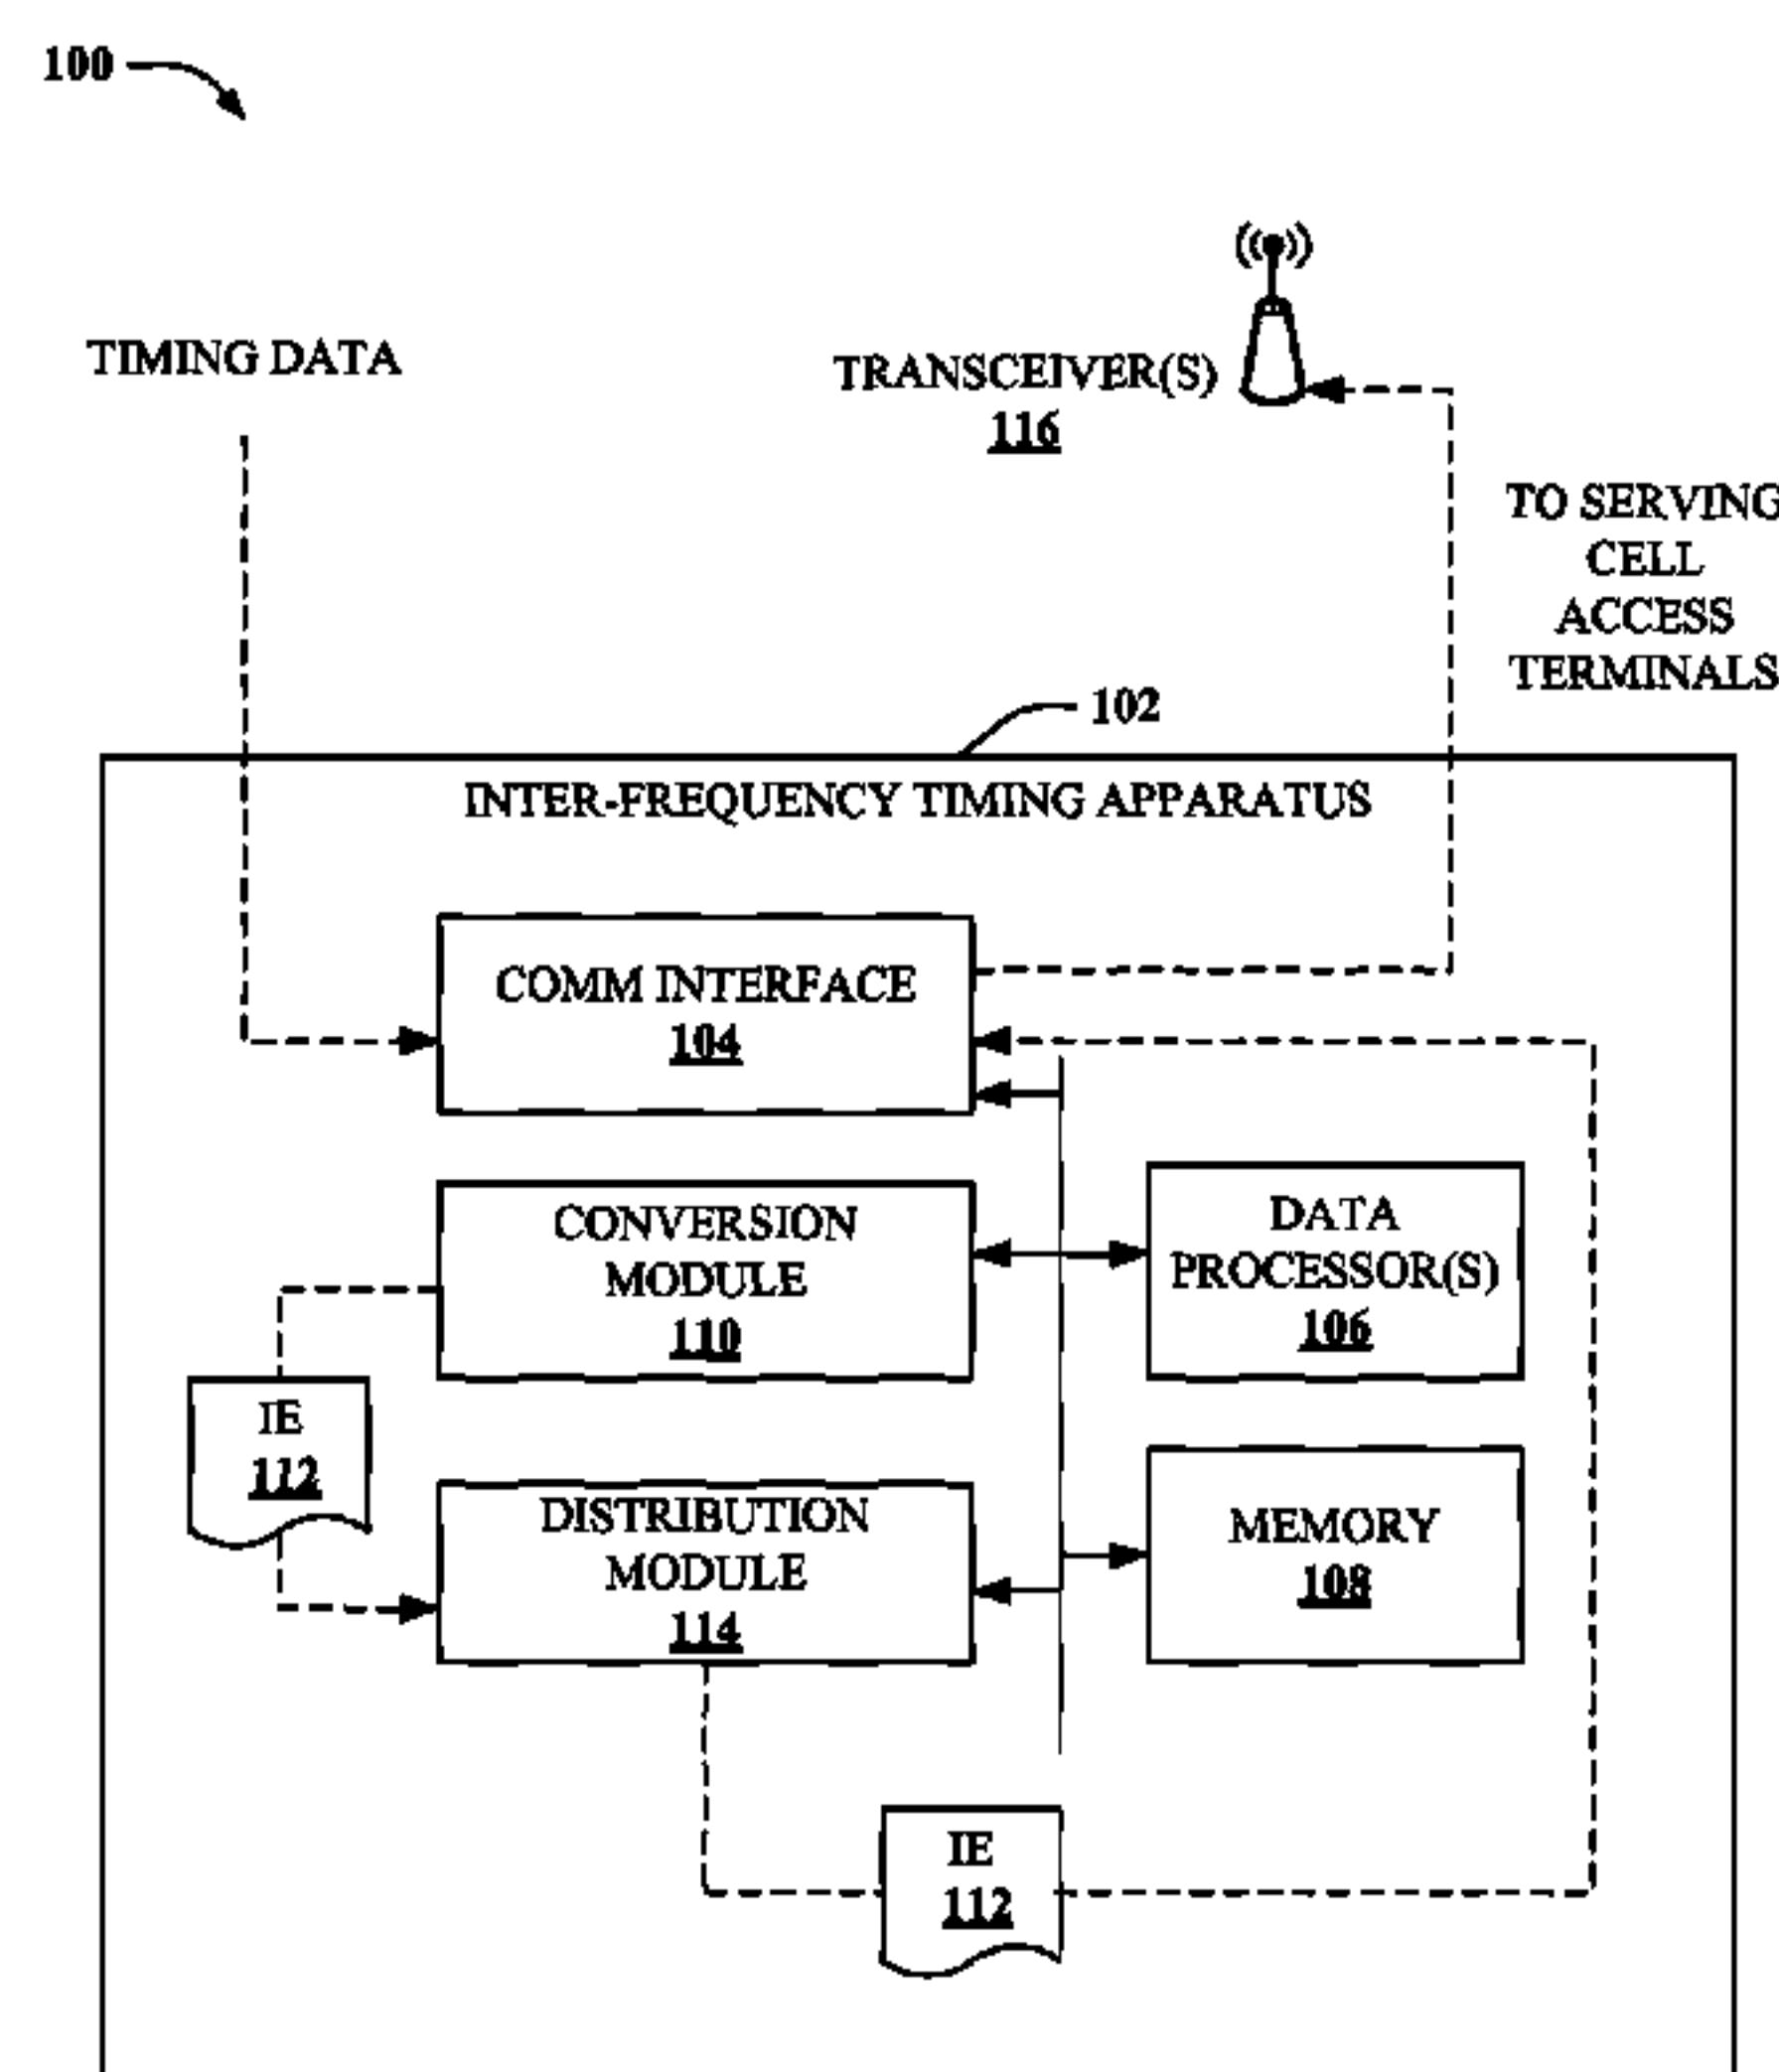 100
TIMING DATA
TRANSCEIVER(S)
116
TO SERVING
CELL
ACCESS
TERMINALS
102
INTER-FREQUENCY TIMING APPARATUS
COMM INTERFACE
104
CONVERSION
MODULE
110
DATA
PROCESSOR(S)
106
IE
112
DISTRIBUTION
MODULE
114
MEMORY
108
IE
112